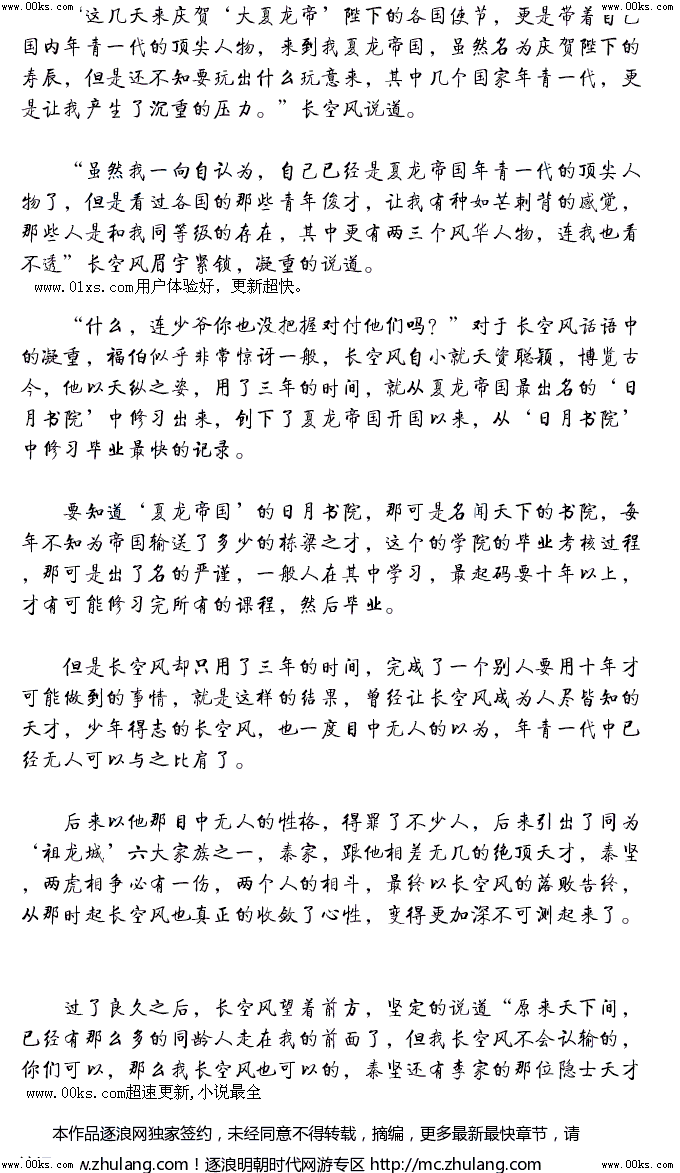 www.00ks.com www.00ks.com
“这几天来庆贺‘大夏龙帝’陛下的各国使节，更是带着自己
国内年青一代的顶尖人物，来到我夏龙帝国，虽然名为庆贺陛下的
寿辰，但是还不知要玩出什么玩意来，其中几个国家年青一代，更
是让我产生了沉重的压力。”长空风说道。
“虽然我一向自认为，自己已经是夏龙帝国年青一代的顶尖人
物了，但是看过各国的那些青年俊才，让我有种如芒刺背的感觉，
那些人是和我同等级的存在，其中更有两三个风华人物，连我也看
不透”长空风眉宇紧锁，凝重的说道。
www.01xs.com用户体验好，更新超快。
“什么，连少爷你也没把握对付他们吗？”对于长空风话语中
的凝重，福伯似乎非常惊讶一般，长空风自小就天资聪颖，博览古
今，他以天纵之姿，用了三年的时间，就从夏龙帝国最出名的‘日
月书院’中修习出来，创下了夏龙帝国开国以来，从‘日月书院’
中修习毕业最快的记录。
要知道‘夏龙帝国’的日月书院，那可是名闻天下的书院，每
年不知为帝国输送了多少的栋梁之才，这个的学院的毕业考核过程
，那可是出了名的严谨，一般人在其中学习，最起码要十年以上，
才有可能修习完所有的课程，然后毕业。
但是长空风却只用了三年的时间，完成了一个别人要用十年才
可能做到的事情，就是这样的结果，曾经让长空风成为人尽皆知的
天才，少年得志的长空风，也一度目中无人的以为，年青一代中已
经无人可以与之比肩了。
后来以他那目中无人的性格，得罪了不少人，后来引出了同为
‘祖龙城’六大家族之一，秦家，跟他相差无几的绝顶天才，秦坚
，两虎相争必有一伤，两个人的相斗，最终以长空风的落败告终，
从那时起长空风也真正的收敛了心性，变得更加深不可测起来了。
过了良久之后，长空风望着前方，坚定的说道“原来天下间，
已经有那么多的同龄人走在我的前面了，但我长空风不会认输的，
你们可以，那么我长空风也可以的，秦坚还有李家的那位隐士天才
www.00ks.com超速更新,小说最全
本作品逐浪网独家签约，未经同意不得转载，摘编，更多最新最快章节，请
www.zhulang.com！逐浪明朝时代网游专区 http://mc.zhulang.com
www.00ks.com www.00ks.com